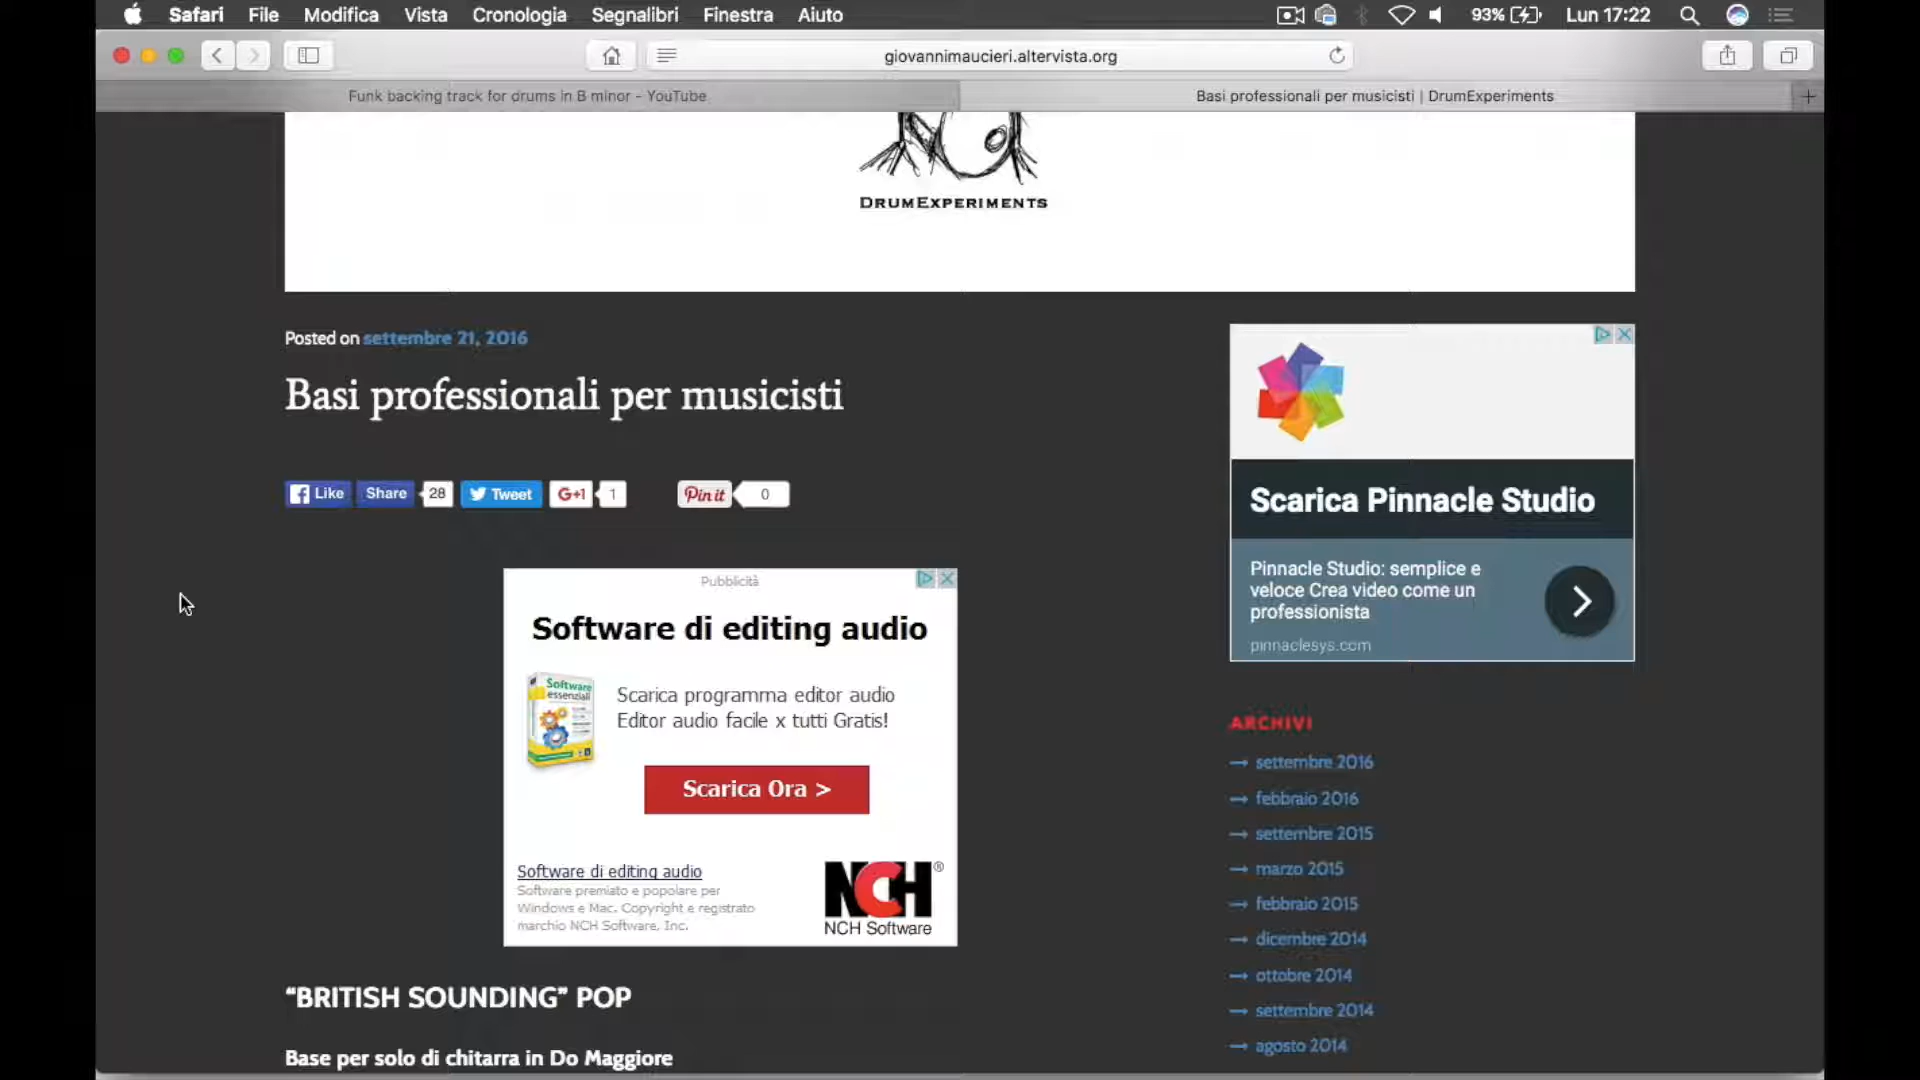 Safari File Modifica Vista Cronologia Segnalibri Finestra Aiuto 93% Lun 17:22
giovannimaucieri.altervista.org
Funk backing track for drums in B minor - YouTube
Basi professionali per musicisti | DrumExperiments
DRUMEXPERIMENTS
Posted on settembre 21, 2016
Basi professionali per musicisti
Like Share 28 Tweet G+1 1 Pin it 0
Pubblicità
Software di editing audio
Software essenziali
Scarica programma editor audio
Editor audio facile x tutti Gratis!
Scarica Ora >
Software di editing audio
Software premiato e popolare per
Windows e Mac. Copyright e registrato
marchio NCH Software, Inc.
NCH®
NCH Software
“BRITISH SOUNDING” POP
Base per solo di chitarra in Do Maggiore
Scarica Pinnacle Studio
Pinnacle Studio: semplice e
veloce Crea video come un
professionista
pinnaclesys.com
ARCHIVI
→ settembre 2016
→ febbraio 2016
→ settembre 2015
→ marzo 2015
→ febbraio 2015
→ dicembre 2014
→ ottobre 2014
→ settembre 2014
→ agosto 2014